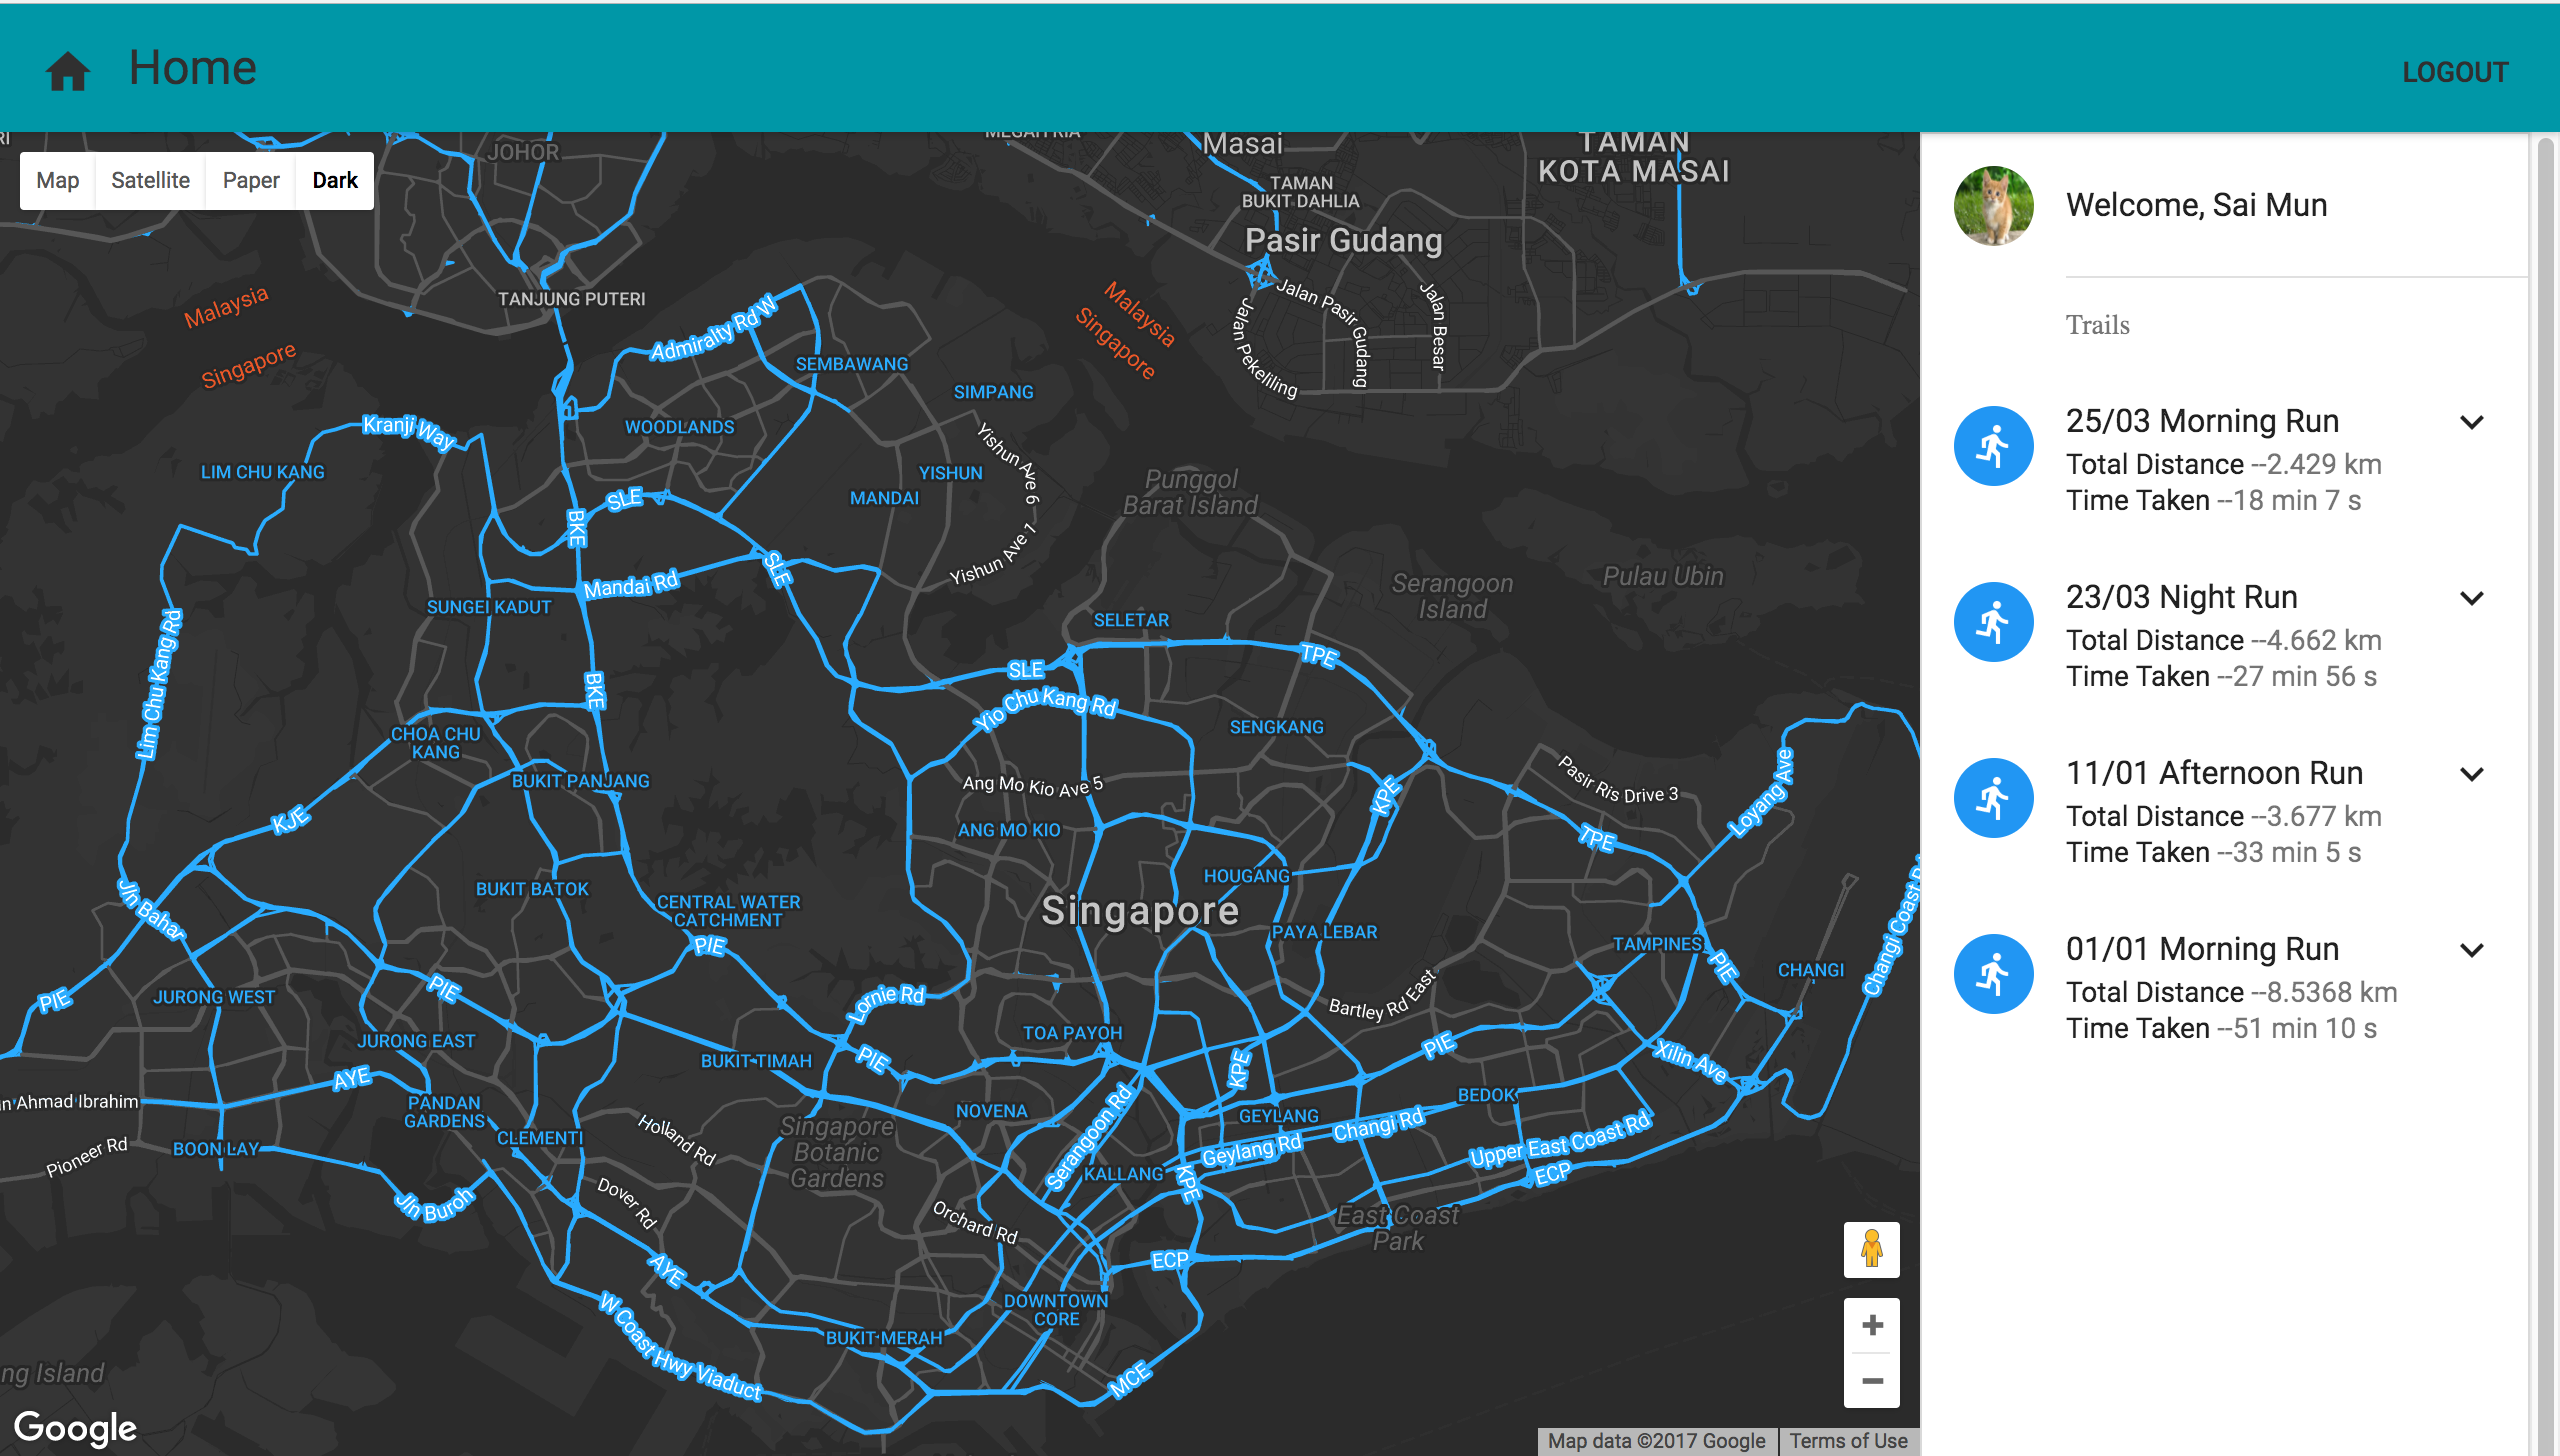 Home
LOGOUT
Map
Satellite
Paper
Dark
JOHOR
Masai
TAMAN
KOTA MASAI
TAMAN
BUKIT DAHLIA
Pasir Gudang
Jalan Pasir Gudang
Jalan Besar
Jalan Pekeliling
TANJUNG PUTERI
Malaysia
Singapore
Malaysia
Singapore
Admiralty Rd W
SEMBAWANG
SIMPANG
WOODLANDS
Kranji Way
LIM CHU KANG
YISHUN
MANDAI
Yishun Ave 6
Yishun Ave 1
Punggol
Barat Island
SLE
BKE
SLE
Mandai Rd
SUNGEI KADUT
Serangoon
Island
Pulau Ubin
SELETAR
Lim Chu Kang Rd
BKE
SLE
TPE
Yio Chu Kang Rd
SENGKANG
CHOA CHU
KANG
BUKIT PANJANG
Ang Mo Kio Ave 5
KPE
Pasir Ris Drive 3
Loyang Ave
KJE
ANG MO KIO
TPE
HOUGANG
BUKIT BATOK
Jln Bahar
CENTRAL WATER
CATCHMENT
Singapore
PIE
PAYA LEBAR
TAMPINES
PIE
CHANGI
Changi Coast
PIE
JURONG WEST
PIE
Lornie Rd
Bartley Rd East
JURONG EAST
TOA PAYOH
BUKIT TIMAH
PIE
KPE
PIE
Xilin Ave
AYE
n Ahmad Ibrahim
PANDAN
GARDENS
NOVENA
Serangoon Rd
GEYLANG
BEDOK
Changi Rd
Pioneer Rd
BOON LAY
CLEMENTI
Holland Rd
Singapore
Botanic
Gardens
KALLANG
Geylang Rd
Upper East Coast Rd
ECP
KPE
Jln Buroh
Dover Rd
Orchard Rd
East Coast
Park
AYE
ECP
W Coast Hwy Viaduct
DOWNTOWN
CORE
BUKIT MERAH
MCE
ng Island
Google
+
−
Map data ©2017 Google
Terms of Use
Welcome, Sai Mun
Trails
25/03 Morning Run
Total Distance --2.429 km
Time Taken --18 min 7 s
23/03 Night Run
Total Distance --4.662 km
Time Taken --27 min 56 s
11/01 Afternoon Run
Total Distance --3.677 km
Time Taken --33 min 5 s
01/01 Morning Run
Total Distance --8.5368 km
Time Taken --51 min 10 s